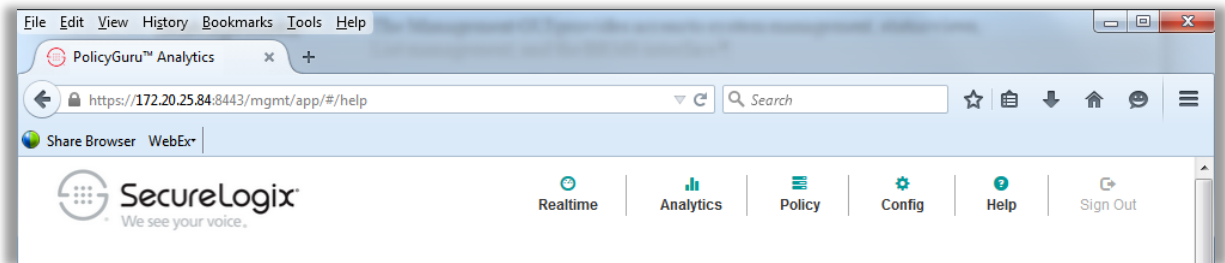 File Edit View History Bookmarks Tools Help
PolicyGuru™ Analytics
https://172.20.25.84:8443/mgmt/app/#/help
Search
Share Browser WebEx
SecureLogix
We see your voice.
Realtime Analytics Policy Config Help Sign Out